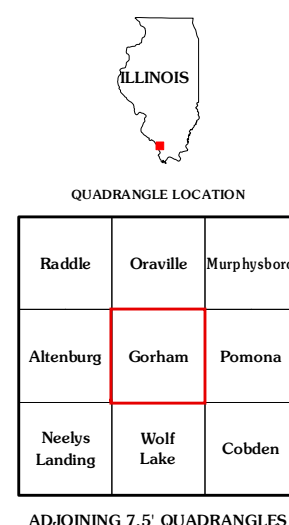 ILLINOIS
QUADRANGLE LOCATION
Raddle Oraville Murphysboro
Altenburg Gorham Pomona
Neelys Landing Wolf Lake Cobden
ADJOINING 7.5' QUADRANGLES